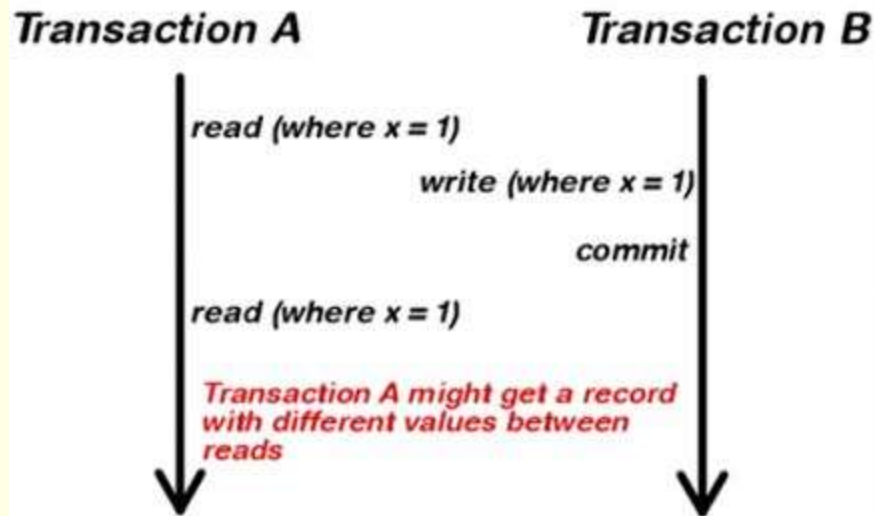 Transaction A
Transaction B
read (where x = 1)
write (where x = 1)
commit
read (where x = 1)
Transaction A might get a record
with different values between
reads